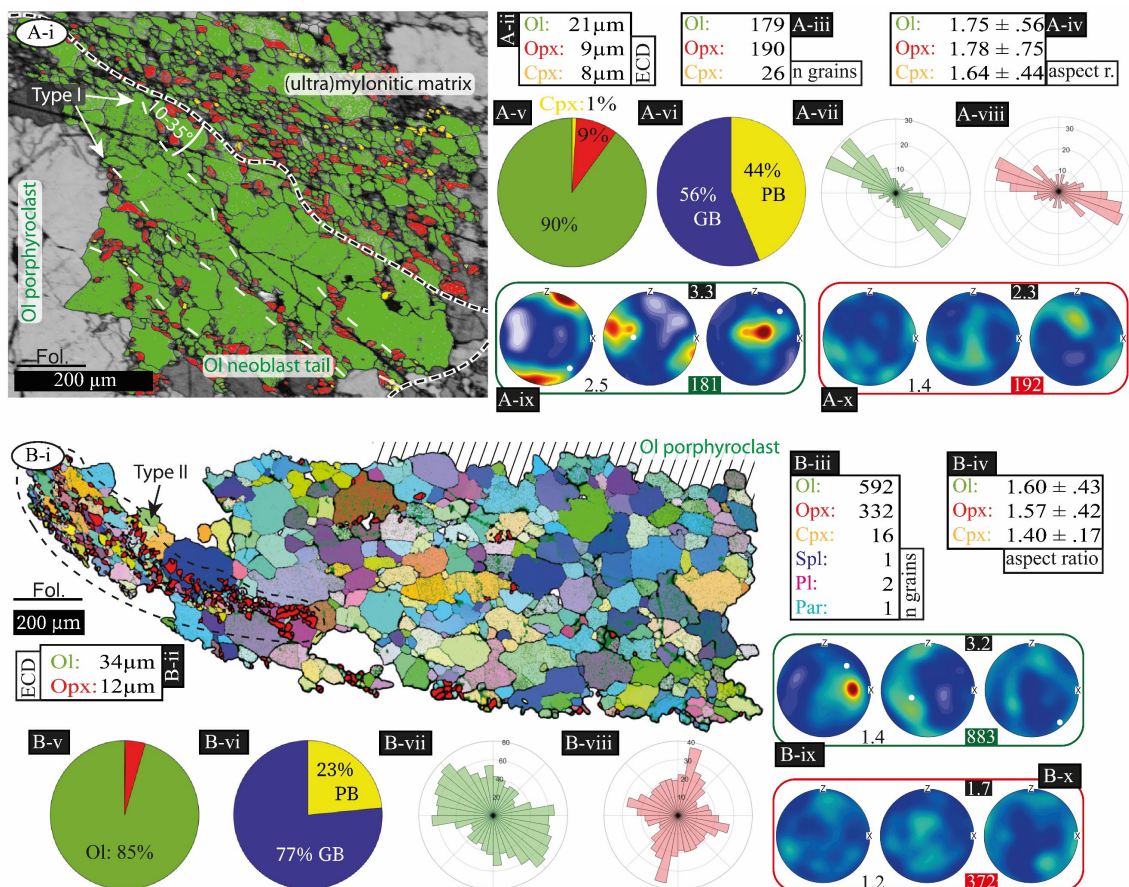 A-i
Type I
10-35°
(ultra)mylonitic matrix
Ol porphyroclast
Ol neoblast tail
Fol.
200 µm
A-ii
Ol: 21µm
Opx: 9µm
Cpx: 8µm
ECD
A-iii
179
190
26
n grains
A-iv
Ol: 1.75 ± .56
Opx: 1.78 ± .75
Cpx: 1.64 ± .44
aspect r.
A-v
Cpx: 1%
9%
90%
A-vi
44%
PB
56%
GB
A-vii
30
20
10
A-viii
30
20
10
Z
X
3.3
2.5
181
A-ix
Z
X
2.3
1.4
192
A-x
B-i
Type II
Ol porphyroclast
Fol.
200 µm
ECD
Ol: 34µm
Opx: 12µm
B-ii
B-iii
Ol: 592
Opx: 332
Cpx: 16
Spl: 1
Pl: 2
Par: 1
n grains
B-iv
Ol: 1.60 ± .43
Opx: 1.57 ± .42
Cpx: 1.40 ± .17
aspect ratio
B-v
Ol: 85%
B-vi
23%
PB
77% GB
B-vii
80
60
40
20
B-viii
40
30
20
10
Z
X
3.2
1.4
883
B-ix
Z
X
1.7
1.2
372
B-x